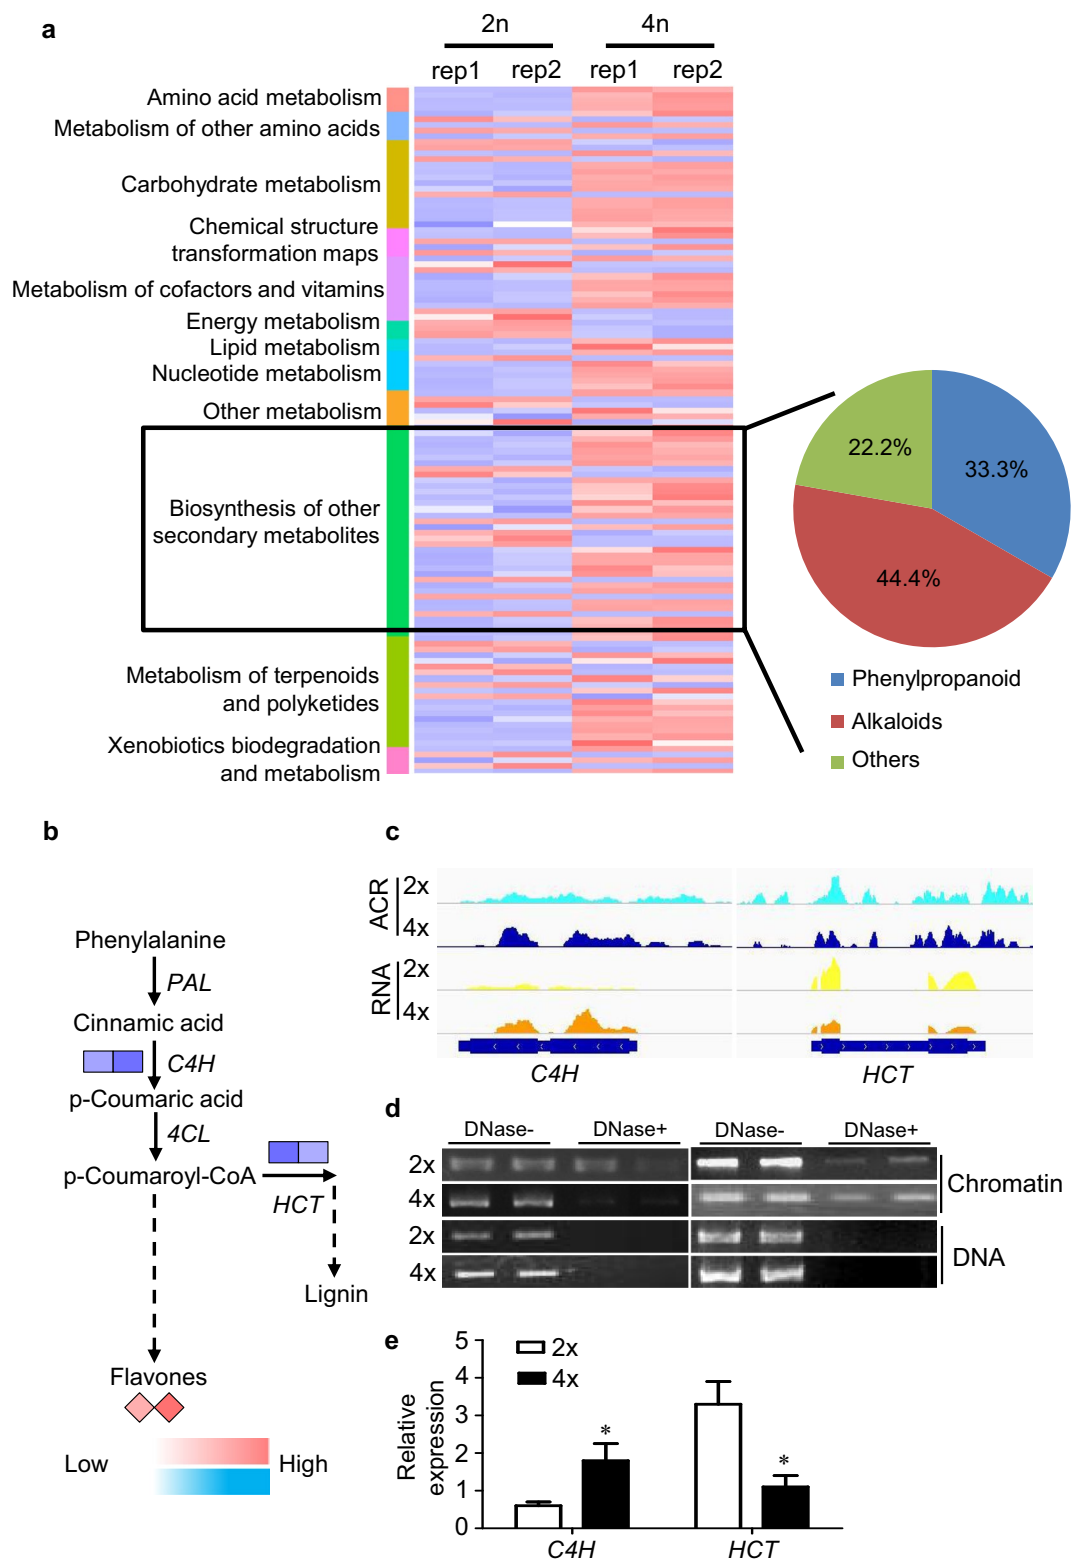 a
2n 4n
rep1 rep2 rep1 rep2
Amino acid metabolism
Metabolism of other amino acids
Carbohydrate metabolism
Chemical structure
transformation maps
Metabolism of cofactors and vitamins
Energy metabolism
Lipid metabolism
Nucleotide metabolism
Other metabolism
Biosynthesis of other
secondary metabolites
Metabolism of terpenoids
and polyketides
Xenobiotics biodegradation
and metabolism
22.2%
33.3%
44.4%
Phenylpropanoid
Alkaloids
Others
b
Phenylalanine
PAL
Cinnamic acid
C4H
p-Coumaric acid
4CL
p-Coumaroyl-CoA
HCT
Lignin
Flavones
Low High
c
ACR 2x
4x
RNA 2x
4x
C4H HCT
d
DNase- DNase+ DNase- DNase+
2x
4x
Chromatin
2x
4x
DNA
e
Relative
expression
5
4
3
2
1
0
2x
4x
* *
C4H HCT